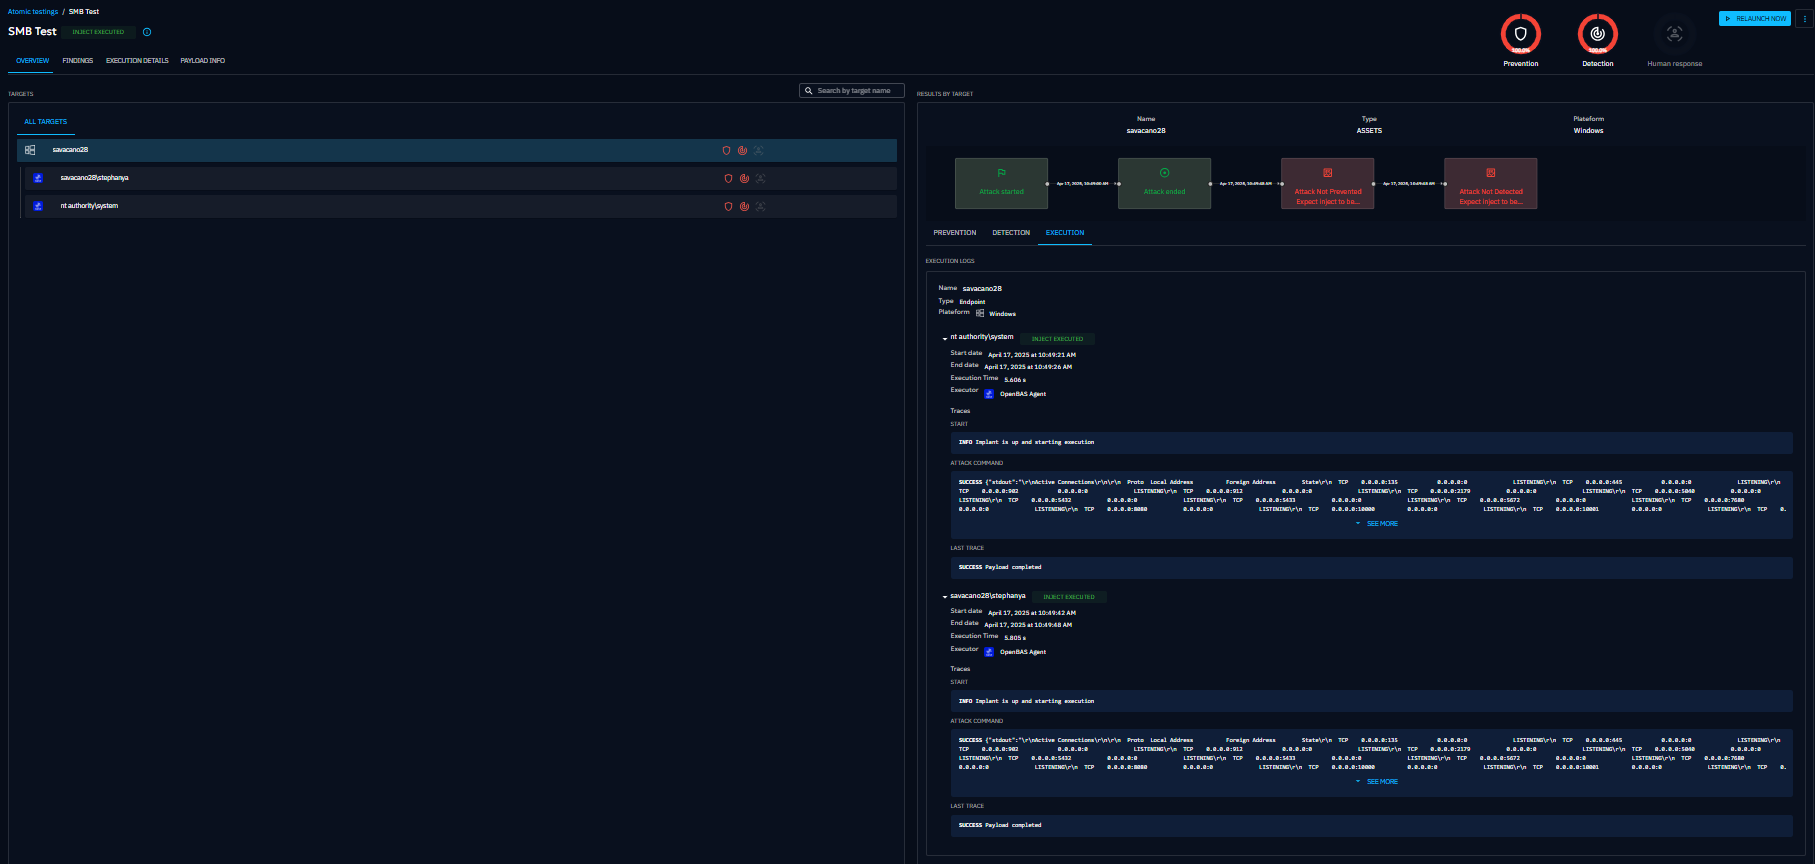 Atomic testings / SMB Test
SMB Test INJECT EXECUTED
RELAUNCH NOW
100.0% 100.0%
Prevention Detection Human response
OVERVIEW FINDINGS EXECUTION DETAILS PAYLOAD INFO
TARGETS
Search by target name
ALL TARGETS
savacano28
savacano28\stephanya
nt authority\system
RESULTS BY TARGET
Name Type Plateform
savacano28 ASSETS Windows
Attack started
Apr 17, 2025, 10:49:00 AM
Attack ended
Apr 17, 2025, 10:49:48 AM
Attack Not Prevented
Expect inject to be...
Apr 17, 2025, 10:49:48 AM
Attack Not Detected
Expect inject to be...
PREVENTION DETECTION EXECUTION
EXECUTION LOGS
Name savacano28
Type Endpoint
Plateform Windows
nt authority\system INJECT EXECUTED
Start date April 17, 2025 at 10:49:21 AM
End date April 17, 2025 at 10:49:26 AM
Execution Time 5.606 s
Executor OpenBAS Agent
Traces
START
INFO Implant is up and starting execution
ATTACK COMMAND
SUCCESS {"stdout":"\r\nActive Connections\r\n\r\n Proto Local Address Foreign Address State\r\n TCP 0.0.0.0:135 0.0.0.0:0 LISTENING\r\n TCP 0.0.0.0:445 0.0.0.0:0 LISTENING\r\n
TCP 0.0.0.0:902 0.0.0.0:0 LISTENING\r\n TCP 0.0.0.0:912 0.0.0.0:0 LISTENING\r\n TCP 0.0.0.0:2179 0.0.0.0:0 LISTENING\r\n TCP 0.0.0.0:5040 0.0.0.0:0
LISTENING\r\n TCP 0.0.0.0:5432 0.0.0.0:0 LISTENING\r\n TCP 0.0.0.0:5433 0.0.0.0:0 LISTENING\r\n TCP 0.0.0.0:5672 0.0.0.0:0 LISTENING\r\n TCP 0.0.0.0:7680
0.0.0.0:0 LISTENING\r\n TCP 0.0.0.0:8080 0.0.0.0:0 LISTENING\r\n TCP 0.0.0.0:10000 0.0.0.0:0 LISTENING\r\n TCP 0.0.0.0:10001 0.0.0.0:0 LISTENING\r\n TCP 0.
SEE MORE
LAST TRACE
SUCCESS Payload completed
savacano28\stephanya INJECT EXECUTED
Start date April 17, 2025 at 10:49:42 AM
End date April 17, 2025 at 10:49:48 AM
Execution Time 5.805 s
Executor OpenBAS Agent
Traces
START
INFO Implant is up and starting execution
ATTACK COMMAND
SUCCESS {"stdout":"\r\nActive Connections\r\n\r\n Proto Local Address Foreign Address State\r\n TCP 0.0.0.0:135 0.0.0.0:0 LISTENING\r\n TCP 0.0.0.0:445 0.0.0.0:0 LISTENING\r\n
TCP 0.0.0.0:902 0.0.0.0:0 LISTENING\r\n TCP 0.0.0.0:912 0.0.0.0:0 LISTENING\r\n TCP 0.0.0.0:2179 0.0.0.0:0 LISTENING\r\n TCP 0.0.0.0:5040 0.0.0.0:0
LISTENING\r\n TCP 0.0.0.0:5432 0.0.0.0:0 LISTENING\r\n TCP 0.0.0.0:5433 0.0.0.0:0 LISTENING\r\n TCP 0.0.0.0:5672 0.0.0.0:0 LISTENING\r\n TCP 0.0.0.0:7680
0.0.0.0:0 LISTENING\r\n TCP 0.0.0.0:8080 0.0.0.0:0 LISTENING\r\n TCP 0.0.0.0:10000 0.0.0.0:0 LISTENING\r\n TCP 0.0.0.0:10001 0.0.0.0:0 LISTENING\r\n TCP 0.
SEE MORE
LAST TRACE
SUCCESS Payload completed